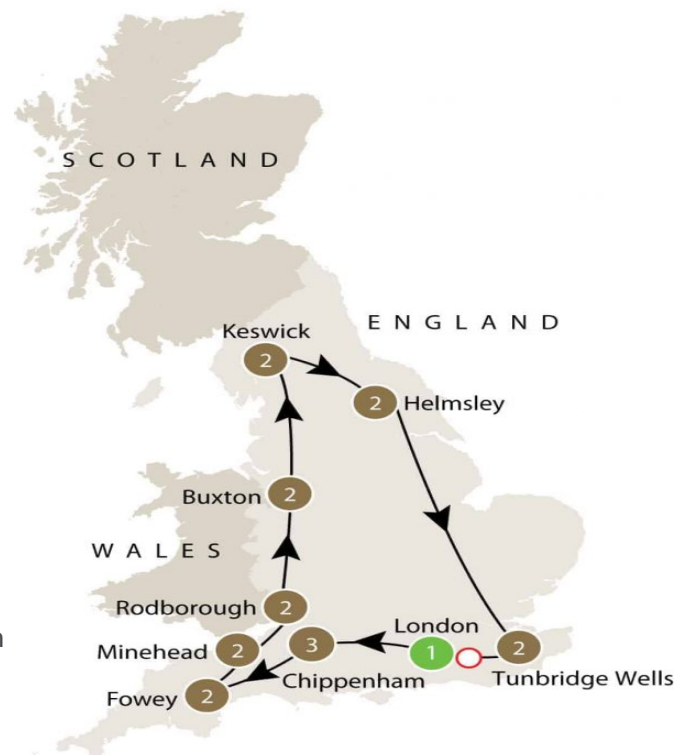 SCOTLAND
ENGLAND
Keswick
2
2
Helmsley
Buxton
2
WALES
Rodborough
2
London
Minehead
2
3
1
2
Chippenham
Tunbridge Wells
Fowey
2
n